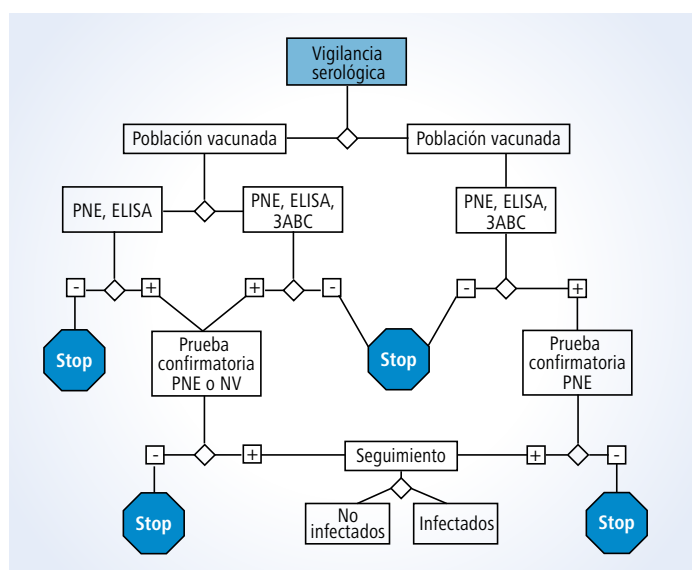 Vigilancia
serológica
Población vacunada
Población vacunada
PNE, ELISA
PNE, ELISA,
3ABC
PNE, ELISA,
3ABC
-
+
+
-
-
+
Stop
Prueba
confirmatoria
PNE o NV
Stop
Prueba
confirmatoria
PNE
-
+
Seguimiento
+
-
Stop
No
infectados
Infectados
Stop